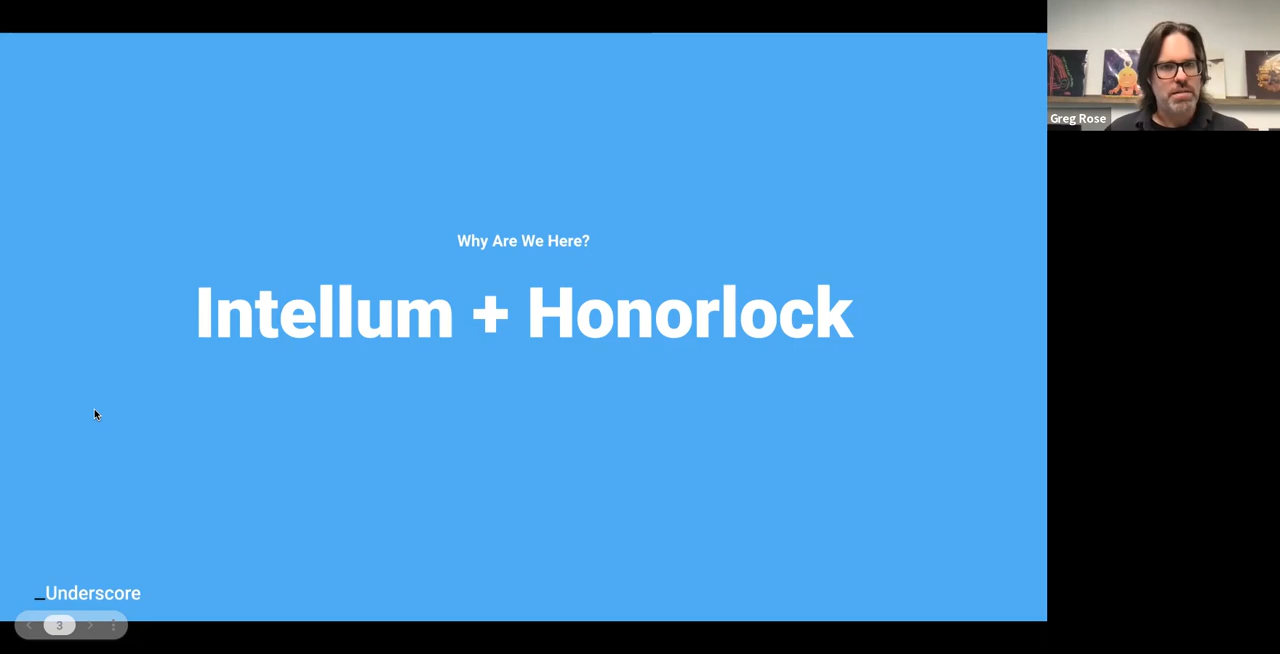 Why Are We Here?
Intellum + Honorlock
Greg Rose
_Underscore
3